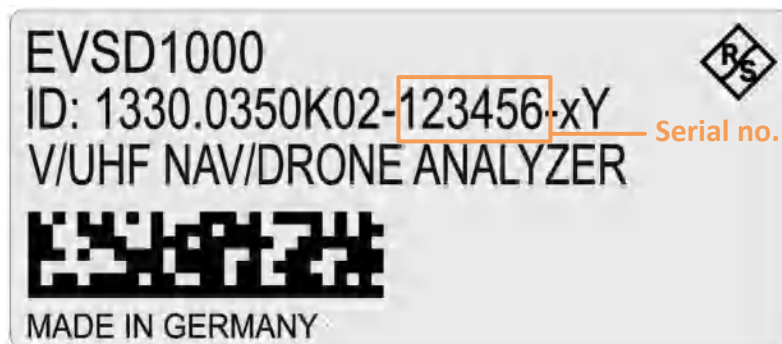 EVSD1000
R&S
ID: 1330.0350K02-123456-xY
Serial no.
V/UHF NAV/DRONE ANALYZER
MADE IN GERMANY